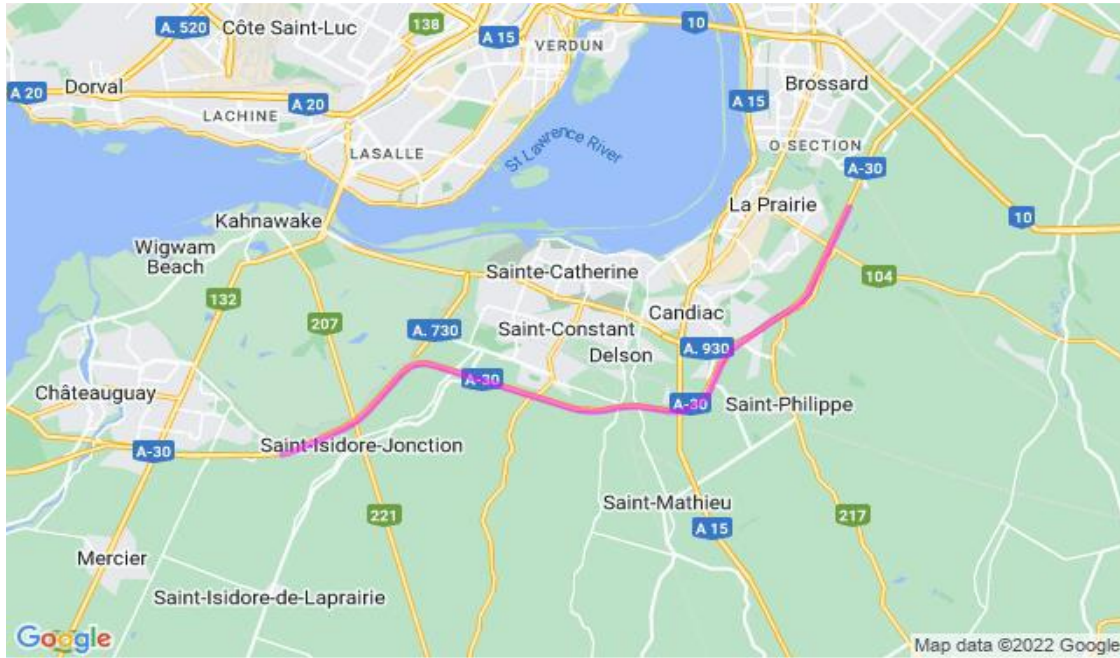 A. 520
138
10
Côte Saint-Luc
A 15
VERDUN
Brossard
Dorval
A 20
A 15
LACHINE
A 20
O SECTION
LASALLE
St Lawrence River
A-30
La Prairie
Kahnawake
10
Wigwam
Beach
Sainte-Catherine
104
132
Candiac
207
A. 730
Saint-Constant
Delson
A. 930
A-30
Châteauguay
A-30
Saint-Philippe
Saint-Isidore-Jonction
A-30
Saint-Mathieu
221
217
A 15
Mercier
Saint-Isidore-de-Laprairie
Google
Map data ©2022 Google